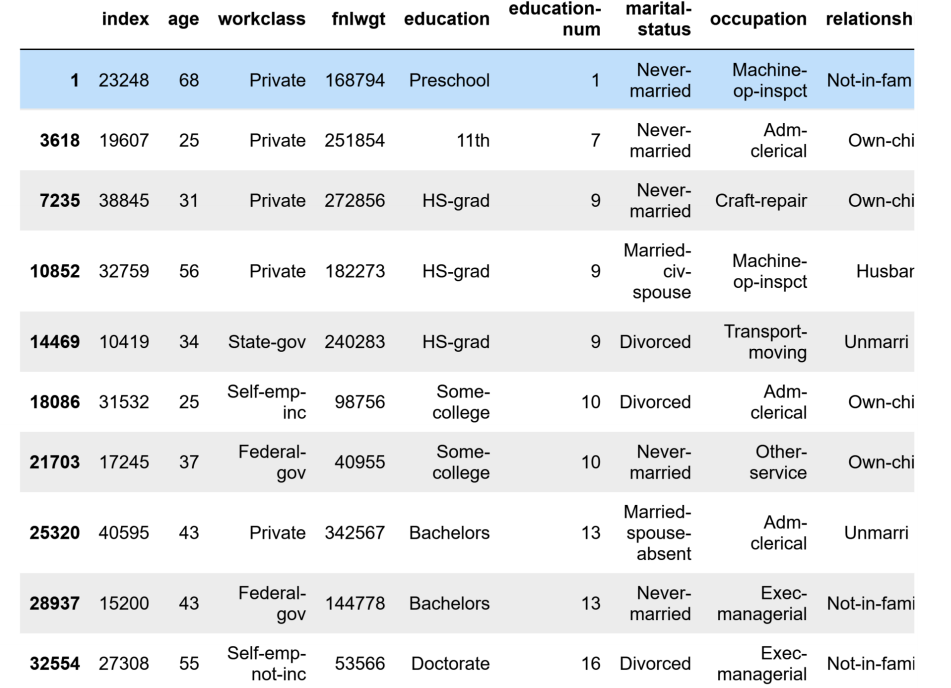 index age workclass fnlwgt education education-num marital-status occupation relationsh
1 23248 68 Private 168794 Preschool 1 Never-married Machine-op-inspct Not-in-fam
3618 19607 25 Private 251854 11th 7 Never-married Adm-clerical Own-chi
7235 38845 31 Private 272856 HS-grad 9 Never-married Craft-repair Own-chi
10852 32759 56 Private 182273 HS-grad 9 Married-civ-spouse Machine-op-inspct Husbar
14469 10419 34 State-gov 240283 HS-grad 9 Divorced Transport-moving Unmarri
18086 31532 25 Self-emp-inc 98756 Some-college 10 Divorced Adm-clerical Own-chi
21703 17245 37 Federal-gov 40955 Some-college 10 Never-married Other-service Own-chi
25320 40595 43 Private 342567 Bachelors 13 Married-spouse-absent Adm-clerical Unmarri
28937 15200 43 Federal-gov 144778 Bachelors 13 Never-married Exec-managerial Not-in-fami
32554 27308 55 Self-emp-not-inc 53566 Doctorate 16 Divorced Exec-managerial Not-in-fami